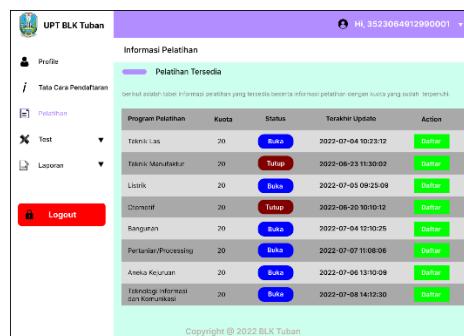 UPT BLK Tuban
Hi, 3523064912990001
Informasi Pelatihan
Profile
Tata Cara Pendaftaran
Pelatihan
Test
Laporan
Logout
Pelatihan Tersedia
berikut adalah tabel informasi pelatihan yang tersedia beserta informasi pelatihan dengan kuota yang sudah terpenuhi.
Program Pelatihan Kuota Status Terakhir Update Action
Teknik Las 20 Buka 2022-07-04 10:23:12 Daftar
Teknik Manufaktur 20 Tutup 2022-06-23 11:30:02 Daftar
Listrik 20 Buka 2022-07-05 09:25:09 Daftar
Otomotif 20 Tutup 2022-06-20 10:10:12 Daftar
Bangunan 20 Buka 2022-07-04 12:10:25 Daftar
Pertanian/Processing 20 Buka 2022-07-07 11:08:06 Daftar
Aneka Kejuruan 20 Buka 2022-07-06 13:10:09 Daftar
Teknologi Informasi
dan Komunikasi 20 Buka 2022-07-08 14:12:30 Daftar
Copyright @ 2022 BLK Tuban